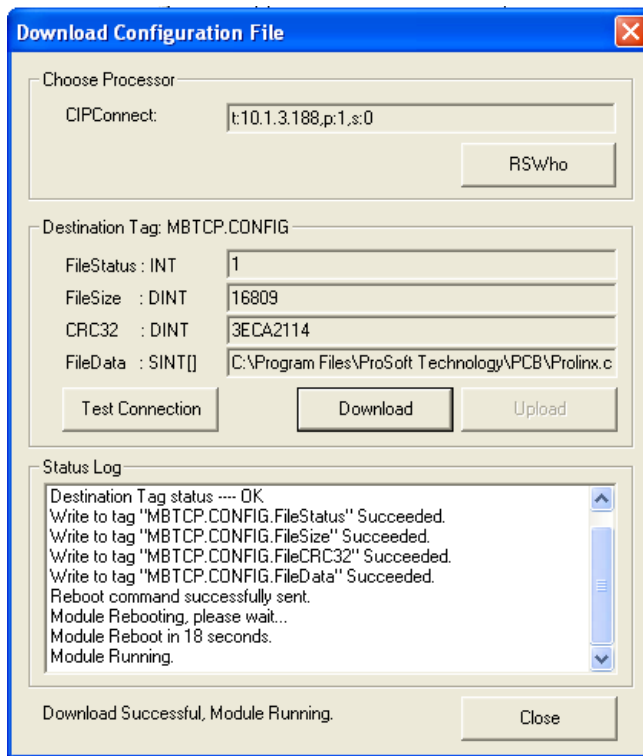 Download Configuration File
Choose Processor
CIPConnect: t:10.1.3.188,p:1,s:0
RSWho
Destination Tag: MBTCP.CONFIG
FileStatus : INT 1
FileSize : DINT 16809
CRC32 : DINT 3ECA2114
FileData : SINT[] C:\Program Files\ProSoft Technology\PCB\Prolinx.c
Test Connection Download Upload
Status Log
Destination Tag status ---- OK
Write to tag "MBTCP.CONFIG.FileStatus" Succeeded.
Write to tag "MBTCP.CONFIG.FileSize" Succeeded.
Write to tag "MBTCP.CONFIG.FileCRC32" Succeeded.
Write to tag "MBTCP.CONFIG.FileData" Succeeded.
Reboot command successfully sent.
Module Rebooting, please wait...
Module Reboot in 18 seconds.
Module Running.
Download Successful, Module Running.
Close